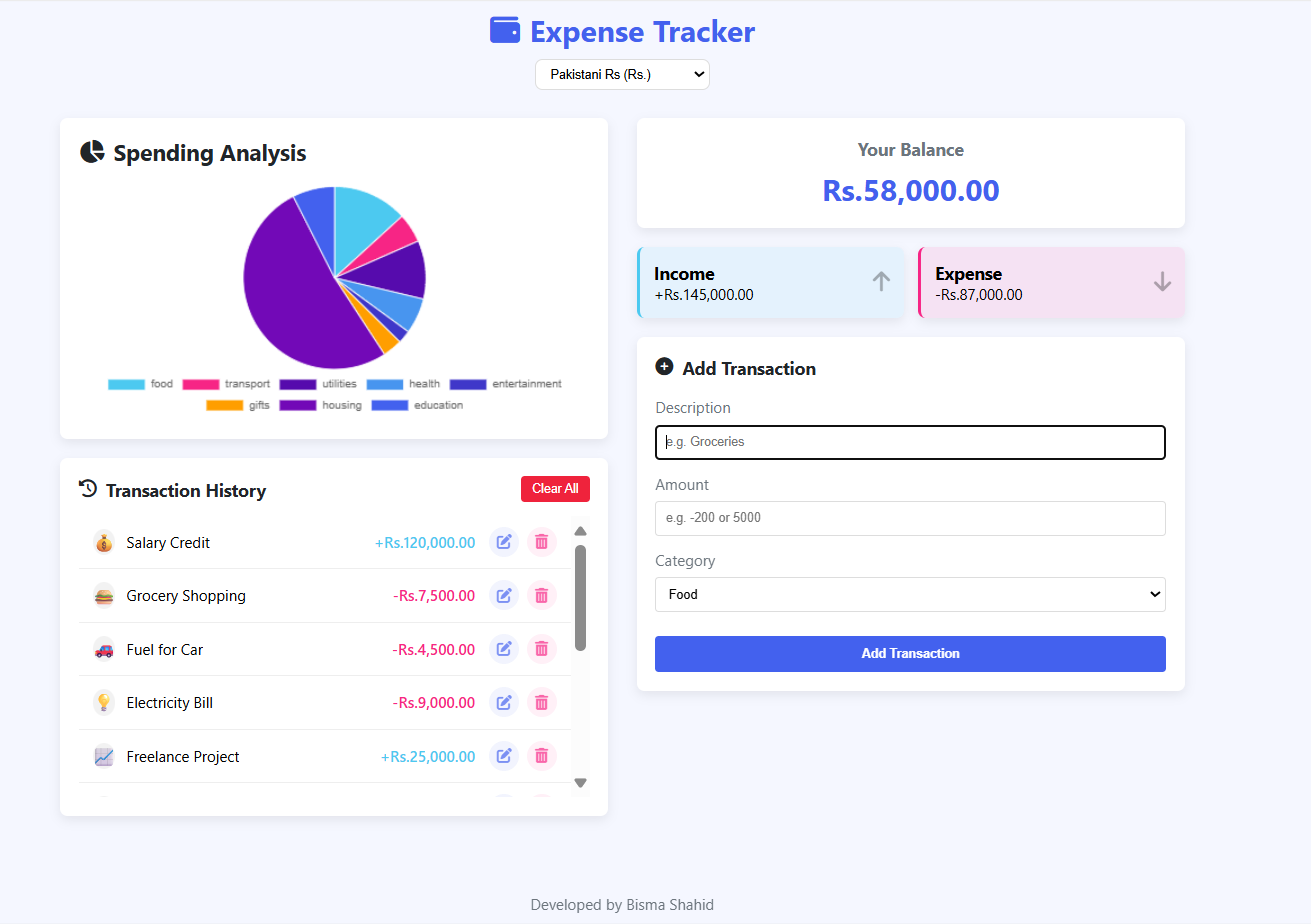 Expense Tracker
Pakistani Rs (Rs.)
Spending Analysis
food transport utilities health entertainment
gifts housing education
Transaction History
Clear All
Salary Credit +Rs.120,000.00
Grocery Shopping -Rs.7,500.00
Fuel for Car -Rs.4,500.00
Electricity Bill -Rs.9,000.00
Freelance Project +Rs.25,000.00
Your Balance
Rs.58,000.00
Income
+Rs.145,000.00
Expense
-Rs.87,000.00
Add Transaction
Description
e.g. Groceries
Amount
e.g. -200 or 5000
Category
Food
Add Transaction
Developed by Bisma Shahid